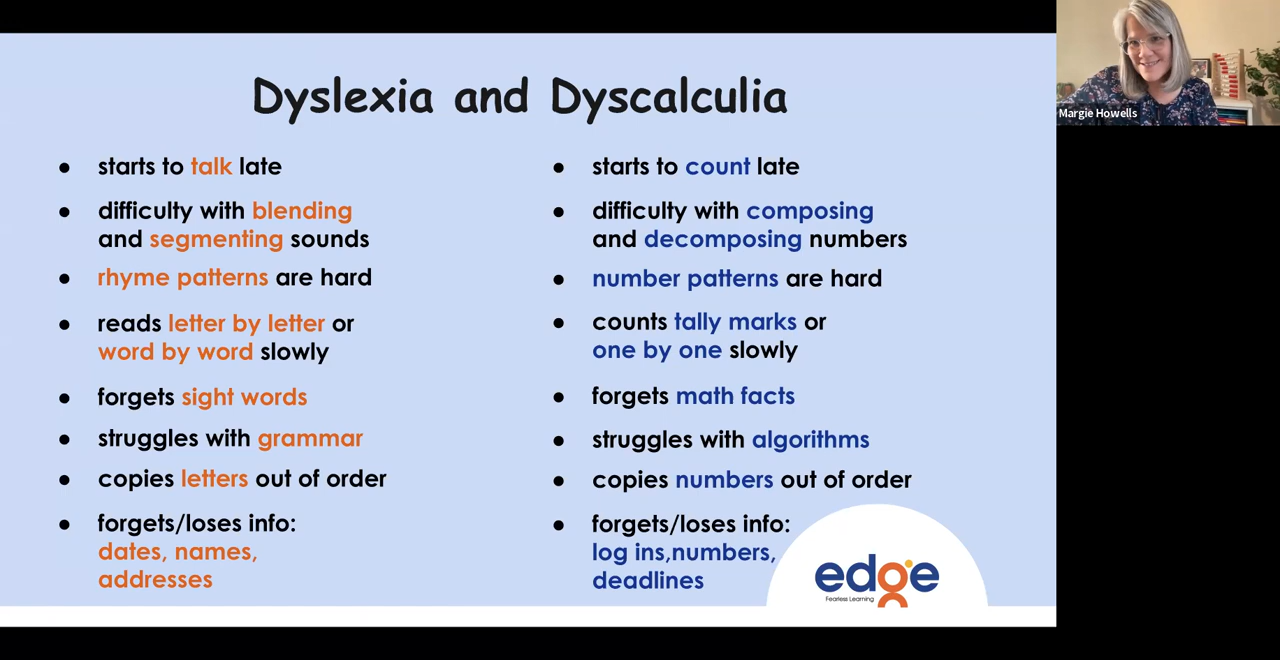 Dyslexia and Dyscalculia
starts to talk late
difficulty with blending
and segmenting sounds
rhyme patterns are hard
reads letter by letter or
word by word slowly
forgets sight words
struggles with grammar
copies letters out of order
forgets/loses info:
dates, names,
addresses
starts to count late
difficulty with composing
and decomposing numbers
number patterns are hard
counts tally marks or
one by one slowly
forgets math facts
struggles with algorithms
copies numbers out of order
forgets/loses info:
log ins,numbers,
deadlines
edge
Fearless Learning
Margie Howells